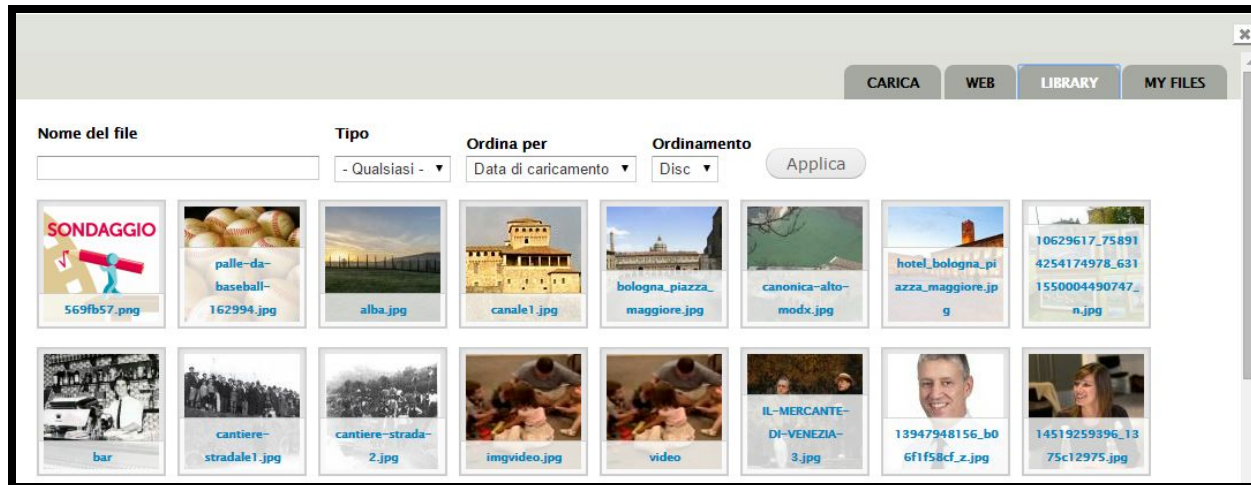 CARICA WEB LIBRARY MY FILES
Nome del file Tipo Ordina per Ordinamento
- Qualsiasi - Data di caricamento Disc Applica
SONDAGGIO
569fb57.png
palle-da-
baseball-
162994.jpg
alba.jpg
canale1.jpg
bologna_piazza_
maggiore.jpg
canonica-alto-
modx.jpg
hotel_bologna_pi
azza_maggiore.jp
g
10629617_75891
4254174978_631
1550004490747_
n.jpg
bar
cantiere-
stradale1.jpg
cantiere-strada-
2.jpg
imgvideo.jpg
video
IL-MERCANTE-
DI-VENEZIA-
3.jpg
13947948156_b0
6f1f58cf_z.jpg
14519259396_13
75c12975.jpg